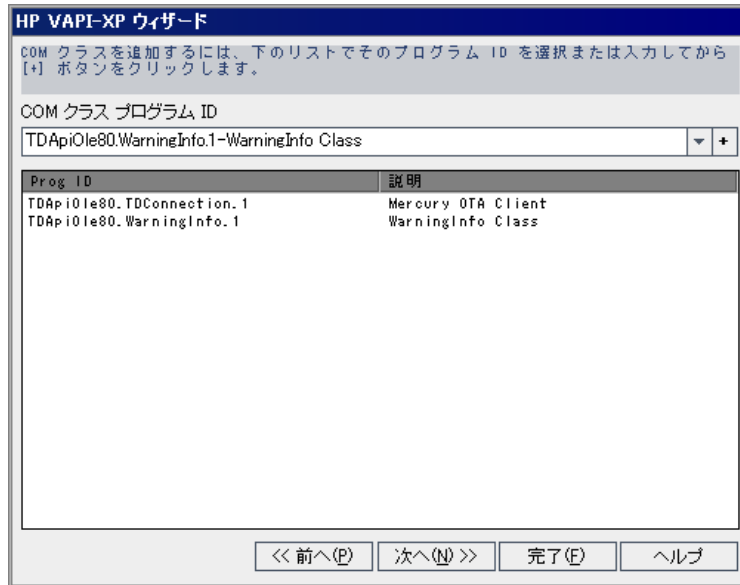 HP VAPI-XP ウィザード
COM クラスを追加するには、下のリストでそのプログラム ID を選択または入力してから
[+] ボタンをクリックします。
COM クラス プログラム ID
TDApiOle80.WarningInfo.1-WarningInfo Class
+
Prog ID 説明
TDApiOle80.TDConnection.1 Mercury OTA Client
TDApiOle80.WarningInfo.1 WarningInfo Class
<< 前へ(P) 次へ(N) >> 完了(F) ヘルプ